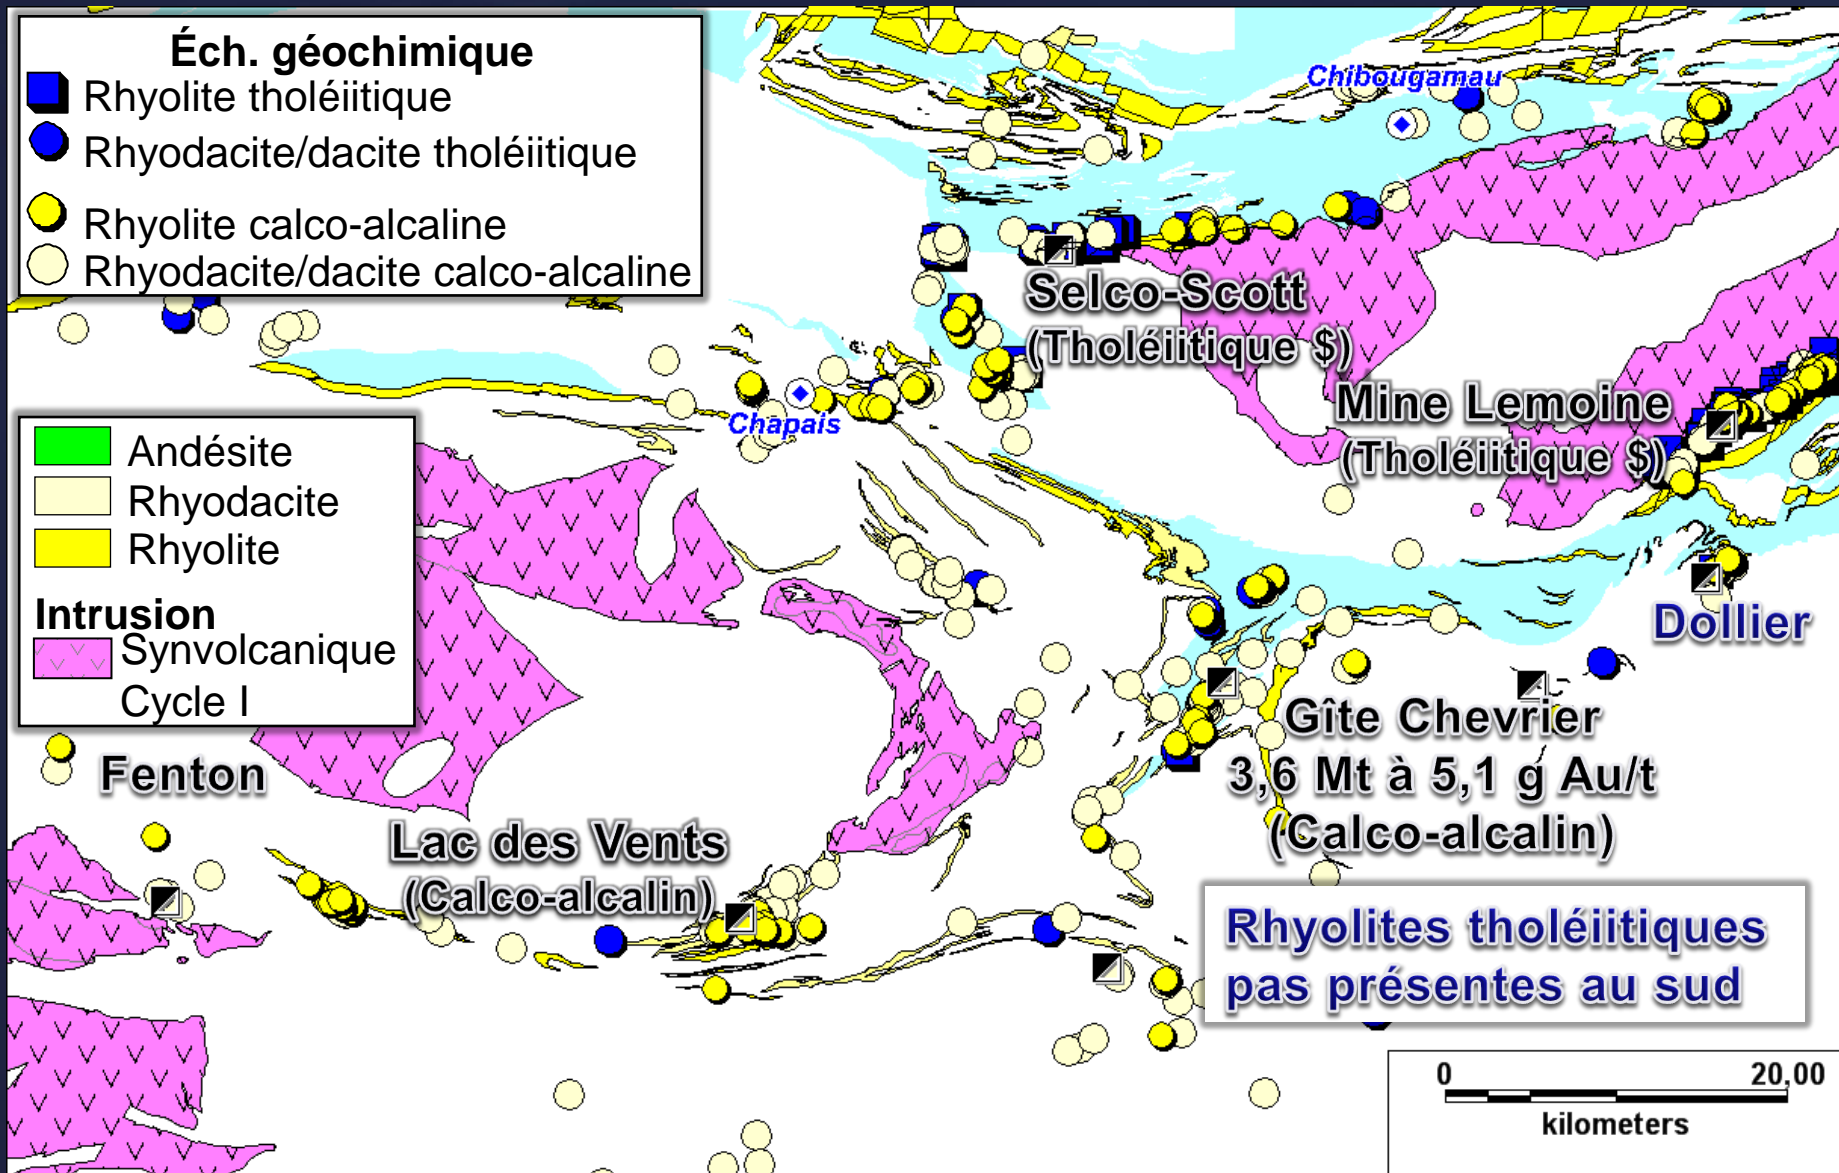 Éch. géochimique
Rhyolite tholéiitique
Rhyodacite/dacite tholéiitique
Rhyolite calco-alcaline
Rhyodacite/dacite calco-alcaline
Chibougamau
Selco-Scott
(Tholéiitique $)
Mine Lemoine
(Tholéiitique $)
Chapais
Andésite
Rhyodacite
Rhyolite
Intrusion
Synvolcanique
Cycle I
Dollier
Gîte Chevrier
3,6 Mt à 5,1 g Au/t
(Calco-alcalin)
Fenton
Lac des Vents
(Calco-alcalin)
Rhyolites tholéiitiques
pas présentes au sud
0 20,00
kilometers